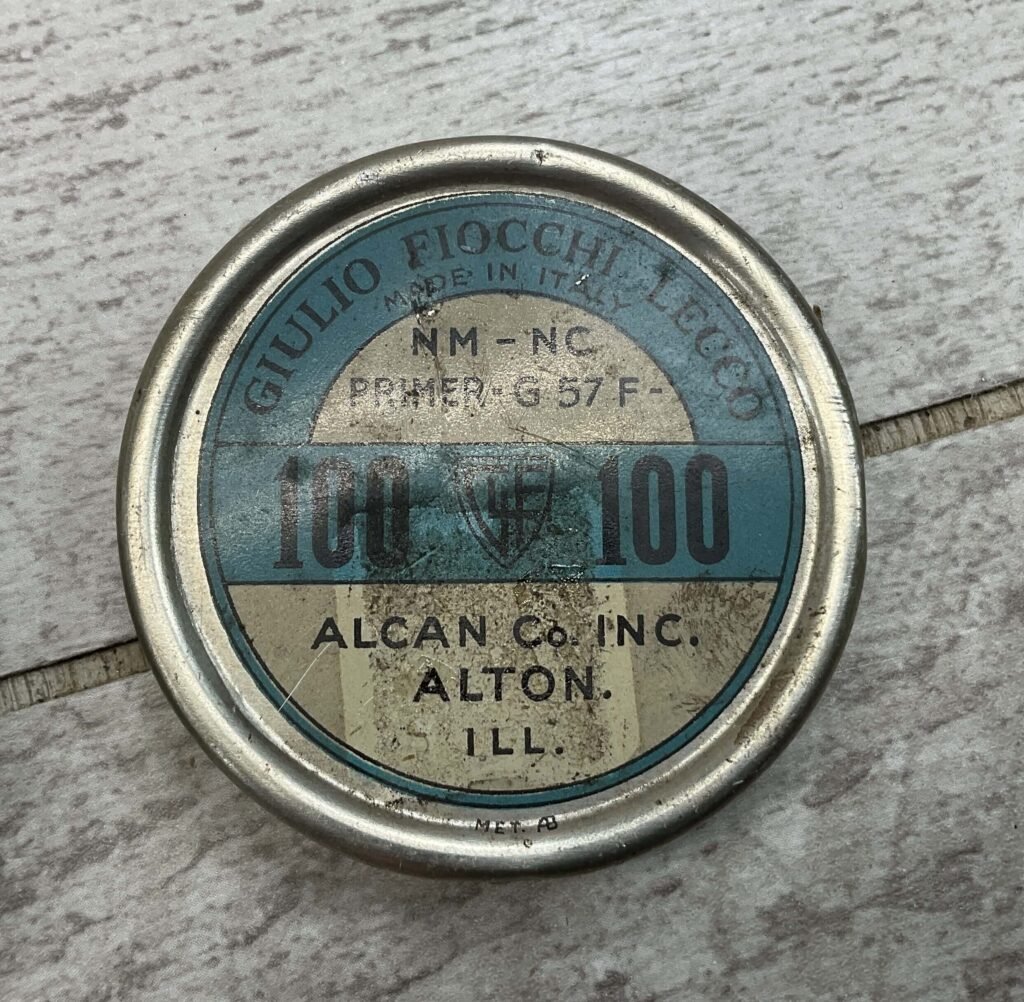 GIULIO FIOCCHI LECCO
MADE IN ITALY
NM - NC
PRIMER - G 57 F -
100 GFL 100
ALCAN Co. INC.
ALTON.
ILL.
MET. AB